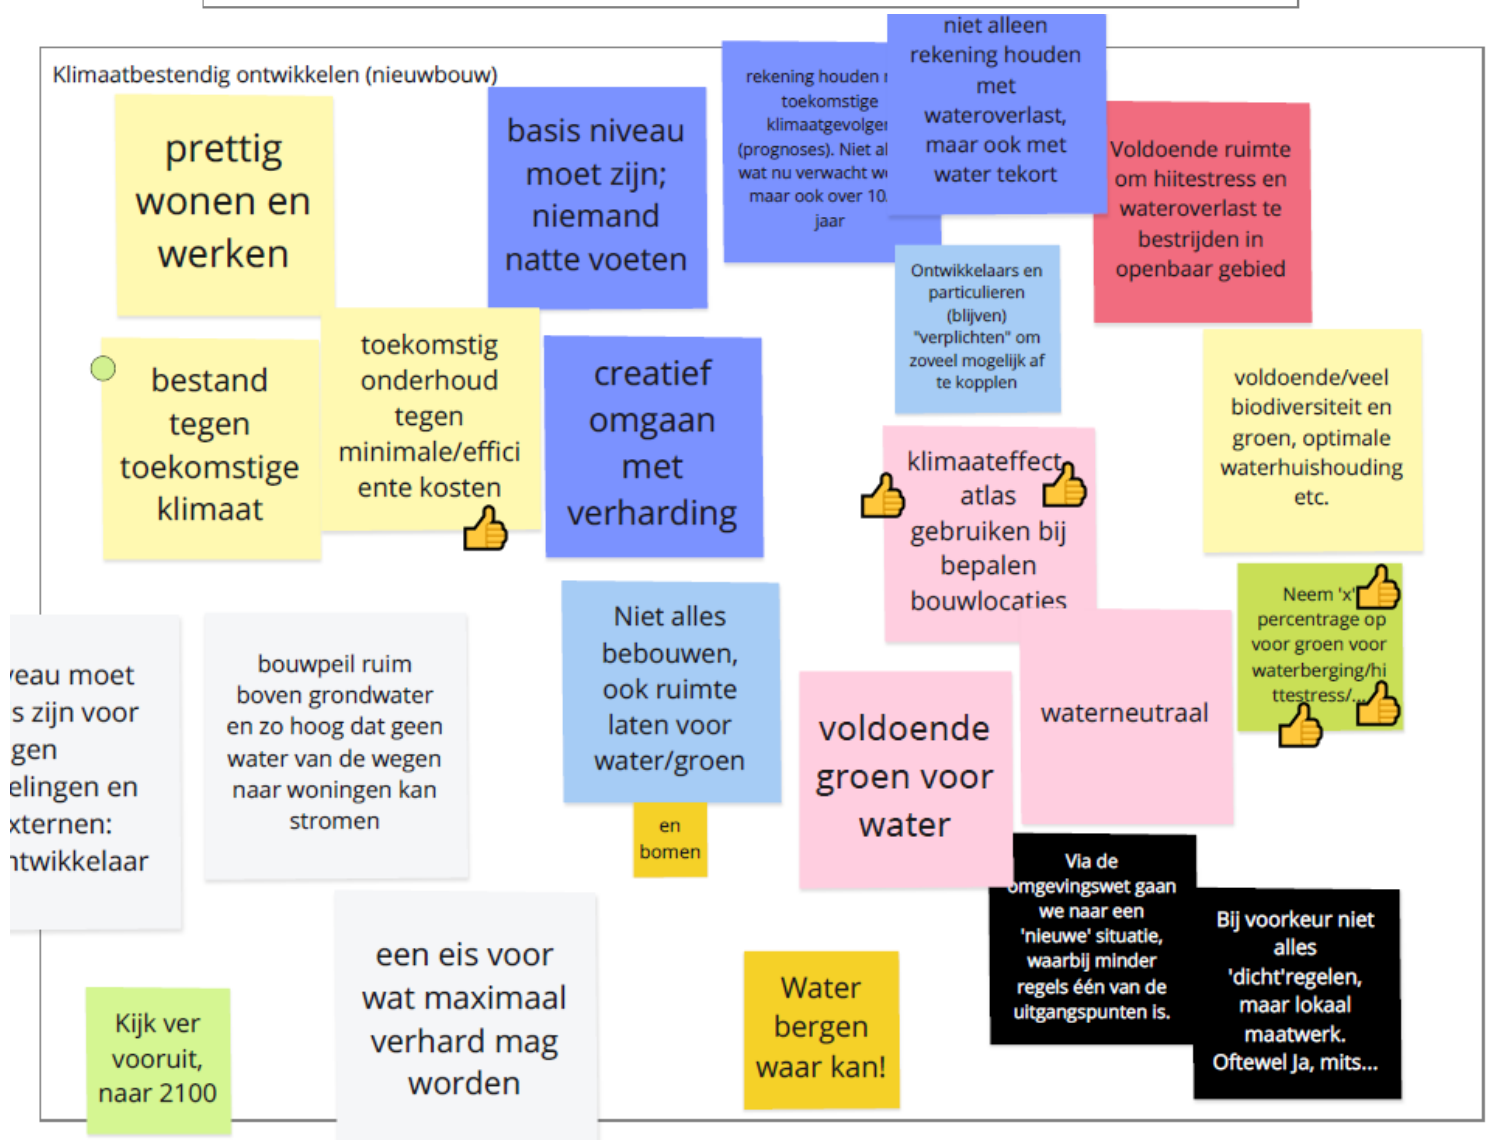 Klimaatbestendig ontwikkelen (nieuwbouw)
prettig
wonen en
werken
basis niveau
moet zijn;
niemand
natte voeten
rekening houden
toekomstige
klimaatgevolgen
(prognoses). Niet
wat nu verwacht
maar ook over
jaar
niet alleen
rekening houden
met
wateroverlast,
maar ook met
water tekort
Voldoende ruimte
om hiitestress en
wateroverlast te
bestrijden in
openbaar gebied
Ontwikkelaars en
particulieren
(blijven)
"verplichten" om
zoveel mogelijk af
te kopplen
bestand
tegen
toekomstige
klimaat
toekomstig
onderhoud
tegen
minimale/effici
ente kosten
creatief
omgaan
met
verharding
klimaateffect
atlas
gebruiken bij
bepalen
bouwlocaties
voldoende/veel
biodiversiteit en
groen, optimale
waterhuishouding
etc.
Neem 'x'
percentrage op
voor groen voor
waterberging/hi
ttestress/...
veau moet
s zijn voor
gen
elingen en
xternen:
ntwikkelaar
bouwpeil ruim
boven grondwater
en zo hoog dat geen
water van de wegen
naar woningen kan
stromen
Niet alles
bebouwen,
ook ruimte
laten voor
water/groen
en
bomen
voldoende
groen voor
water
waterneutraal
Via de
omgevingswet gaan
we naar een
'nieuwe' situatie,
waarbij minder
regels één van de
uitgangspunten is.
Bij voorkeur niet
alles
'dicht'regelen,
maar lokaal
maatwerk.
Oftewel Ja, mits...
Kijk ver
vooruit,
naar 2100
een eis voor
wat maximaal
verhard mag
worden
Water
bergen
waar kan!